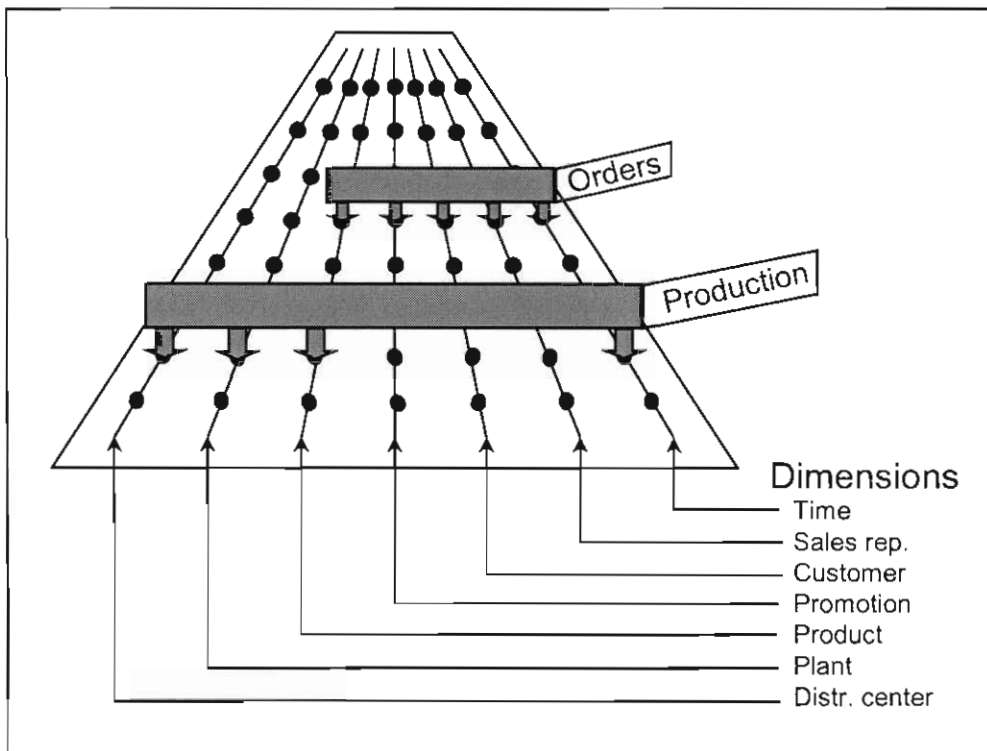 Orders
Production
Dimensions
Time
Sales rep.
Customer
Promotion
Product
Plant
Distr. center